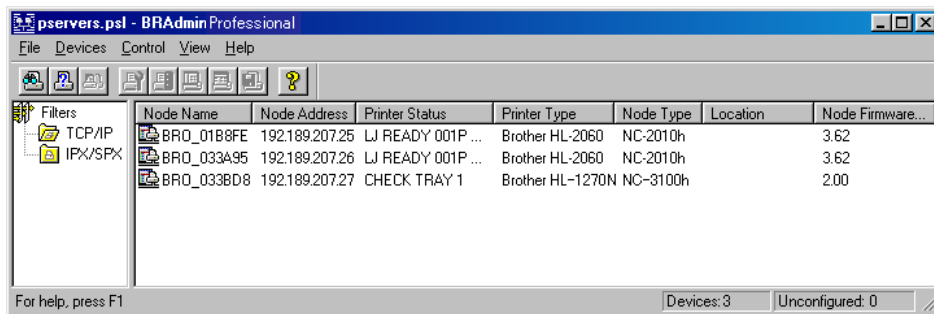 pservers.psl - BRAdmin Professional
File Devices Control View Help
Filters
TCP/IP
IPX/SPX
Node Name Node Address Printer Status Printer Type Node Type Location Node Firmware...
BRO_01B8FE 192.189.207.25 LJ READY 001P ... Brother HL-2060 NC-2010h 3.62
BRO_033A95 192.189.207.26 LJ READY 001P ... Brother HL-2060 NC-2010h 3.62
BRO_033BD8 192.189.207.27 CHECK TRAY 1 Brother HL-1270N NC-3100h 2.00
For help, press F1 Devices: 3 Unconfigured: 0